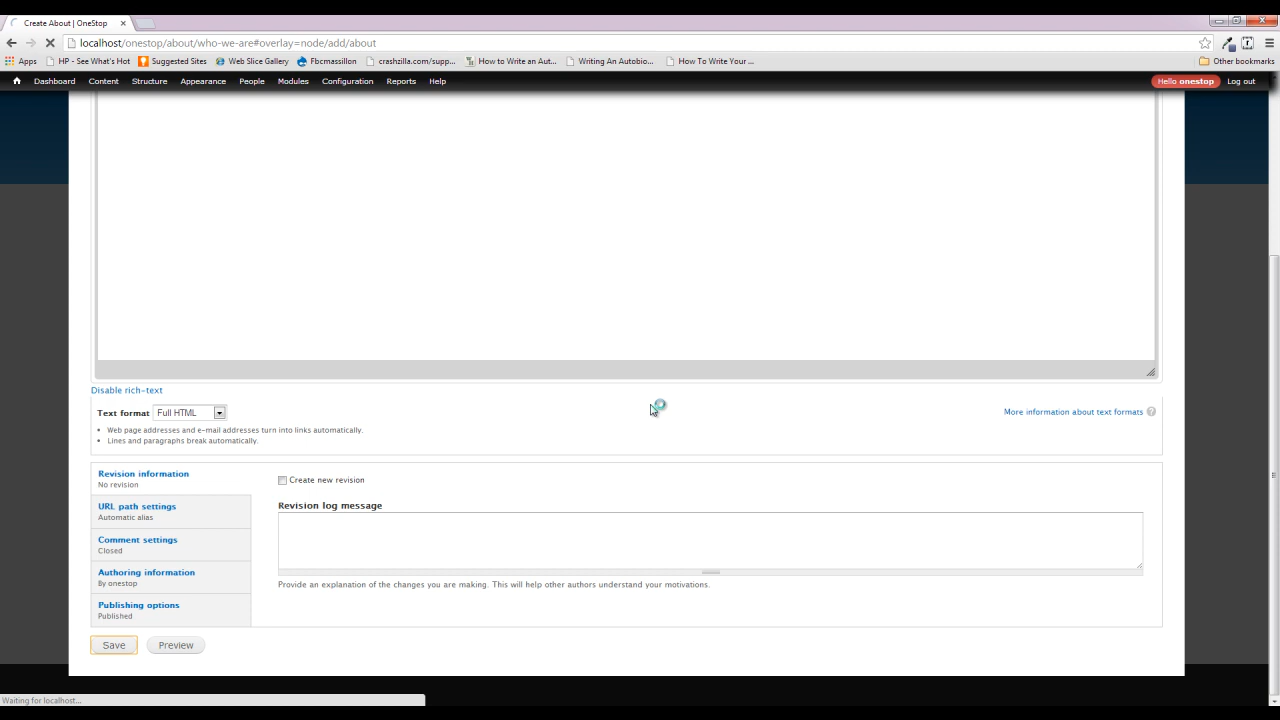 Create About | OneStop
localhost/onestop/about/who-we-are#overlay=node/add/about
Apps HP - See What's Hot Suggested Sites Web Slice Gallery Fbcmassillon crashzilla.com/supp... How to Write an Aut... Writing An Autobio... How To Write Your ... Other bookmarks
Dashboard Content Structure Appearance People Modules Configuration Reports Help Hello onestop Log out
Disable rich-text
Text format Full HTML More information about text formats ?
Web page addresses and e-mail addresses turn into links automatically.
Lines and paragraphs break automatically.
Revision information
No revision
Create new revision
URL path settings
Automatic alias
Revision log message
Comment settings
Closed
Authoring information
By onestop
Provide an explanation of the changes you are making. This will help other authors understand your motivations.
Publishing options
Published
Save Preview
Waiting for localhost...